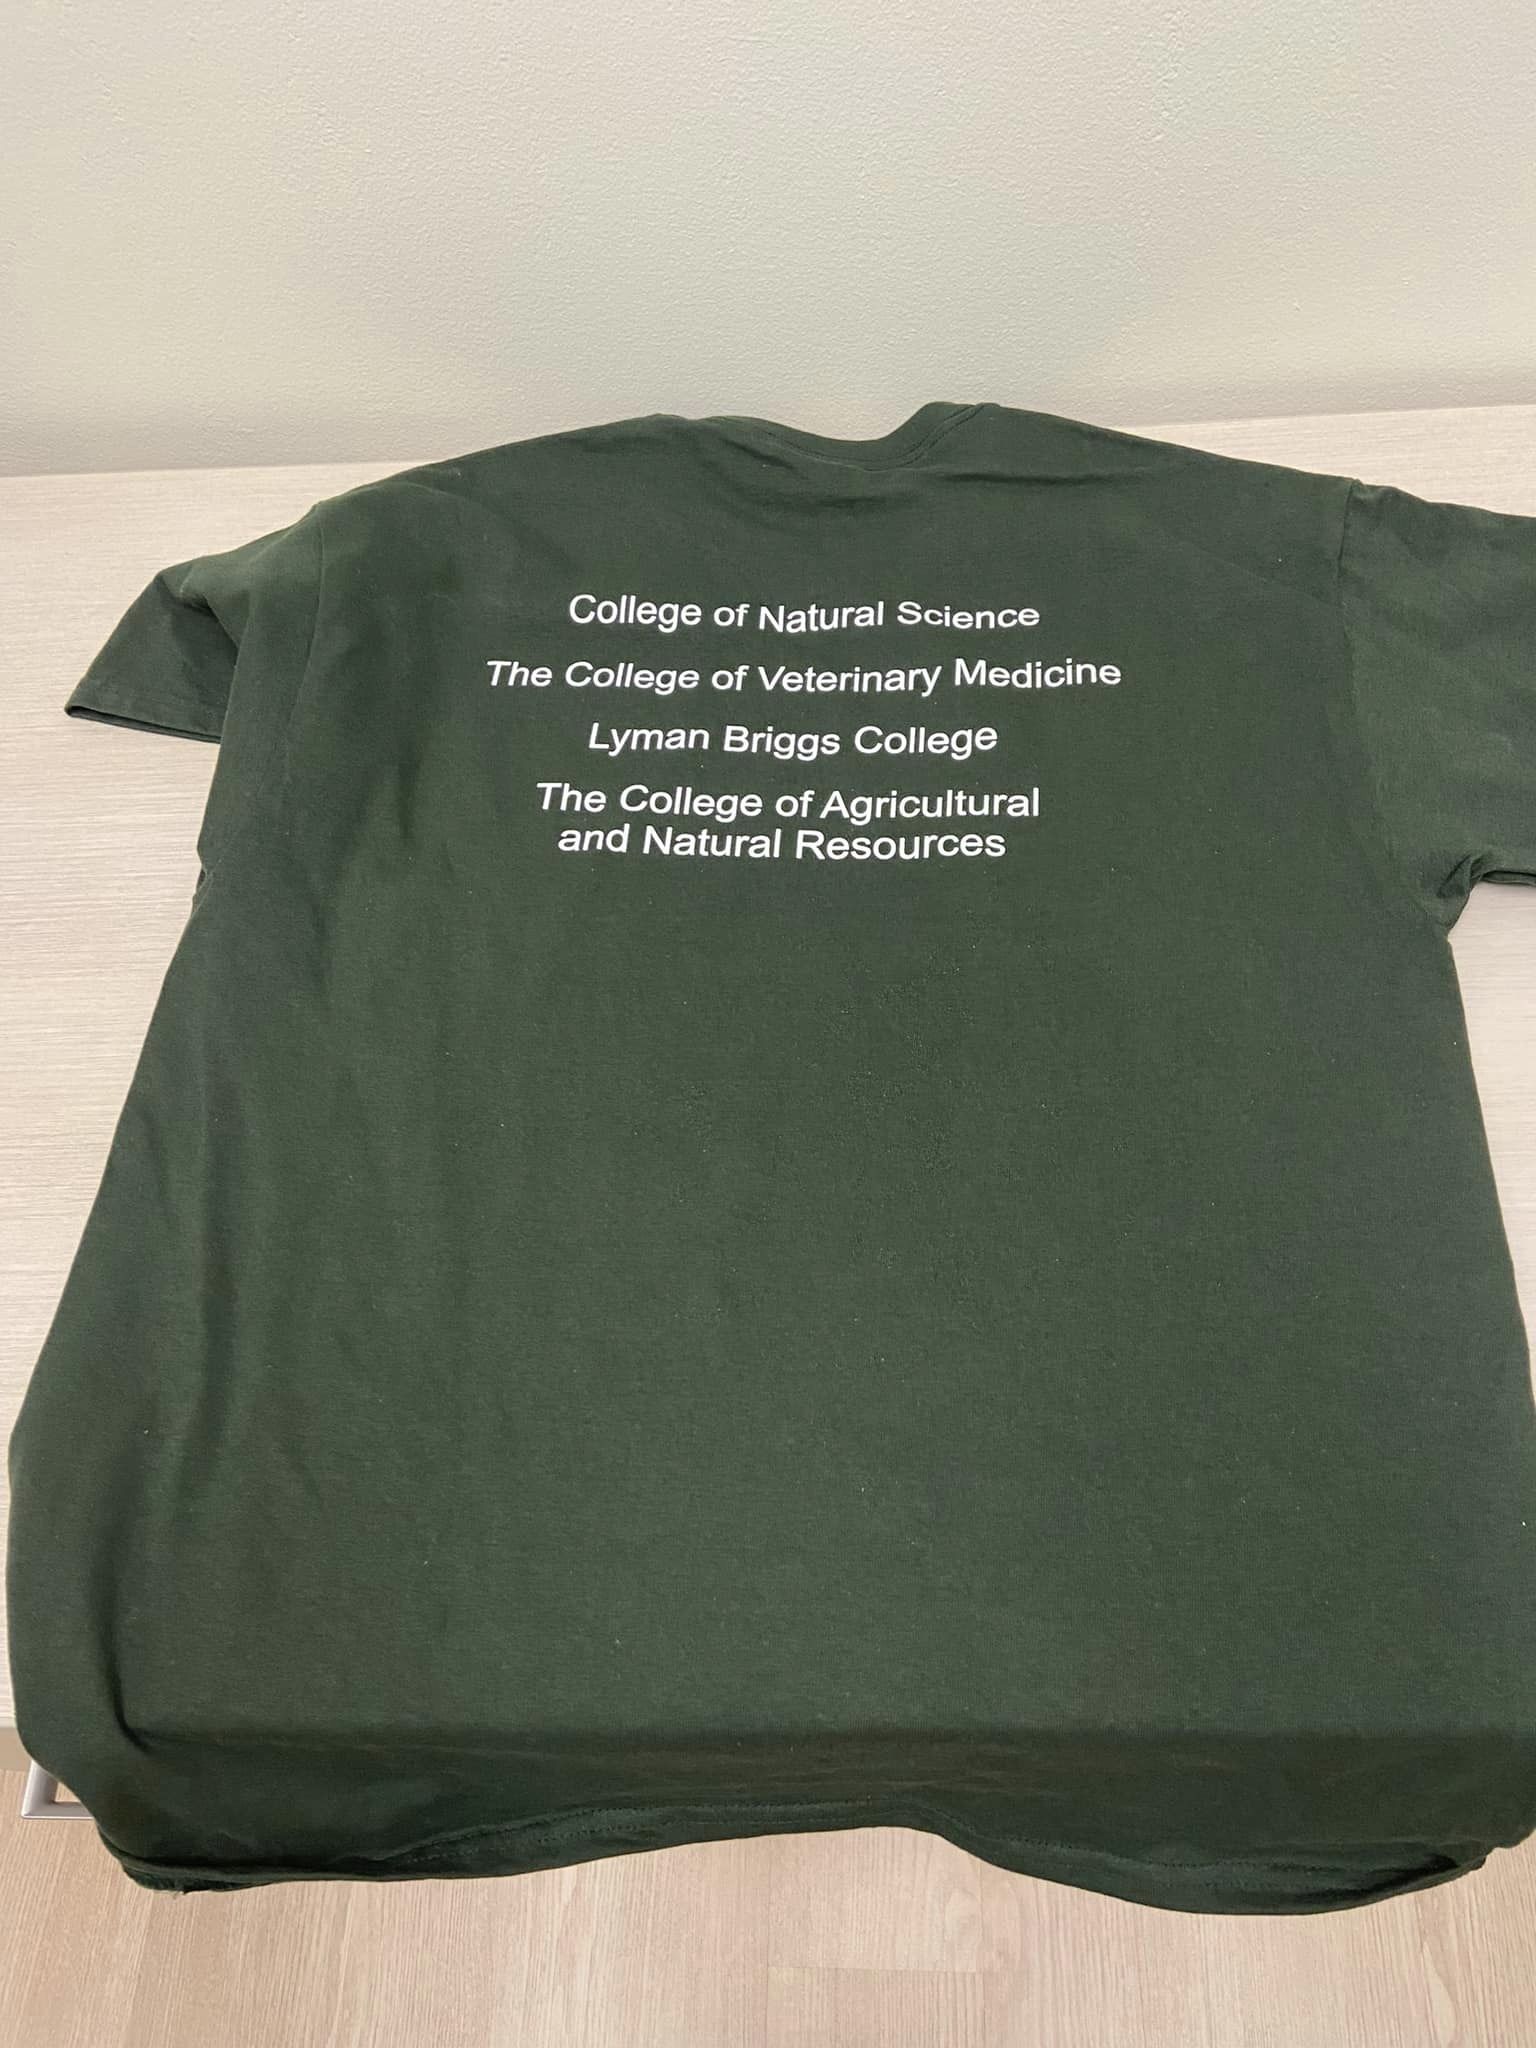 College of Natural Science
The College of Veterinary Medicine
Lyman Briggs College
The College of Agricultural
and Natural Resources